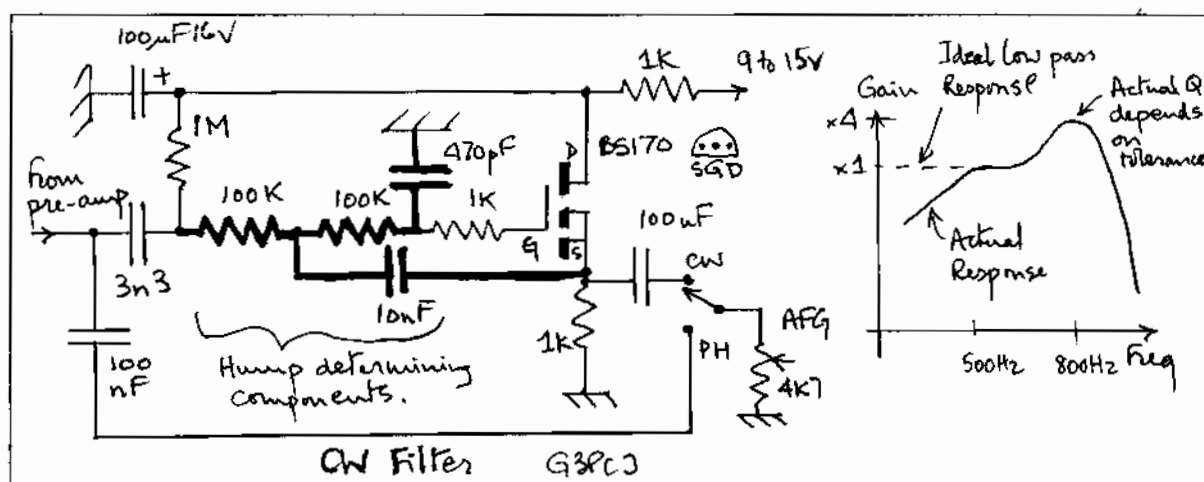 100µF16V
+
1K
9 to 15V
1M
470pF
D
BS170
SGD
From
pre-amp
100K
100K
1K
G
S
100uF
3n3
10nF
CW
1K
PH
AFG
4K7
100
nF
Hump determining
components.
CW Filter G3PCJ
Gain
Ideal low pass
Response
Actual Q
depends
on
tolerance
x4
x1
Actual
Response
500Hz
800Hz
Freq